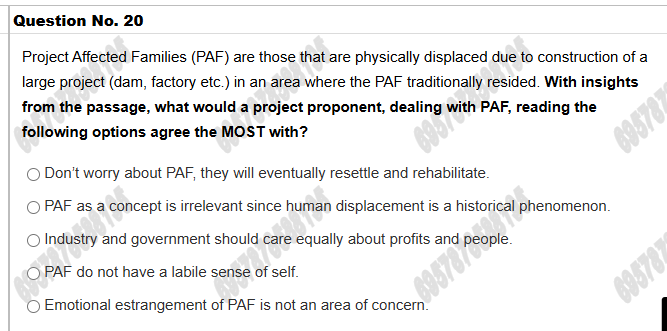 Question No. 20
Project Affected Families (PAF) are those that are physically displaced due to construction of a
large project (dam, factory etc.) in an area where the PAF traditionally resided. With insights
from the passage, what would a project proponent, dealing with PAF, reading the
following options agree the MOST with?
Don't worry about PAF, they will eventually resettle and rehabilitate.
PAF as a concept is irrelevant since human displacement is a historical phenomenon.
Industry and government should care equally about profits and people.
PAF do not have a labile sense of self.
Emotional estrangement of PAF is not an area of concern.